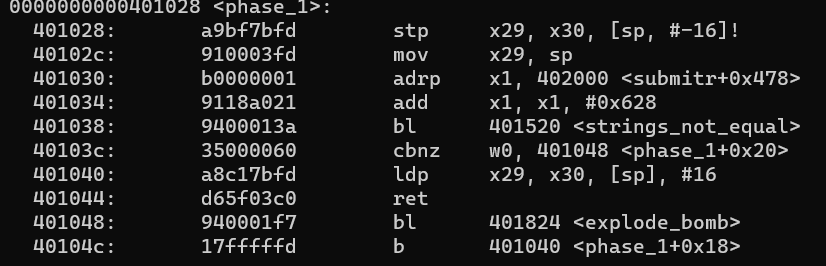 0000000000401028 <phase_1>:
401028: a9bf7bfd stp x29, x30, [sp, #-16]!
40102c: 910003fd mov x29, sp
401030: b0000001 adrp x1, 402000 <submitr+0x478>
401034: 9118a021 add x1, x1, #0x628
401038: 9400013a bl 401520 <strings_not_equal>
40103c: 35000060 cbnz w0, 401048 <phase_1+0x20>
401040: a8c17bfd ldp x29, x30, [sp], #16
401044: d65f03c0 ret
401048: 940001f7 bl 401824 <explode_bomb>
40104c: 17fffffd b 401040 <phase_1+0x18>